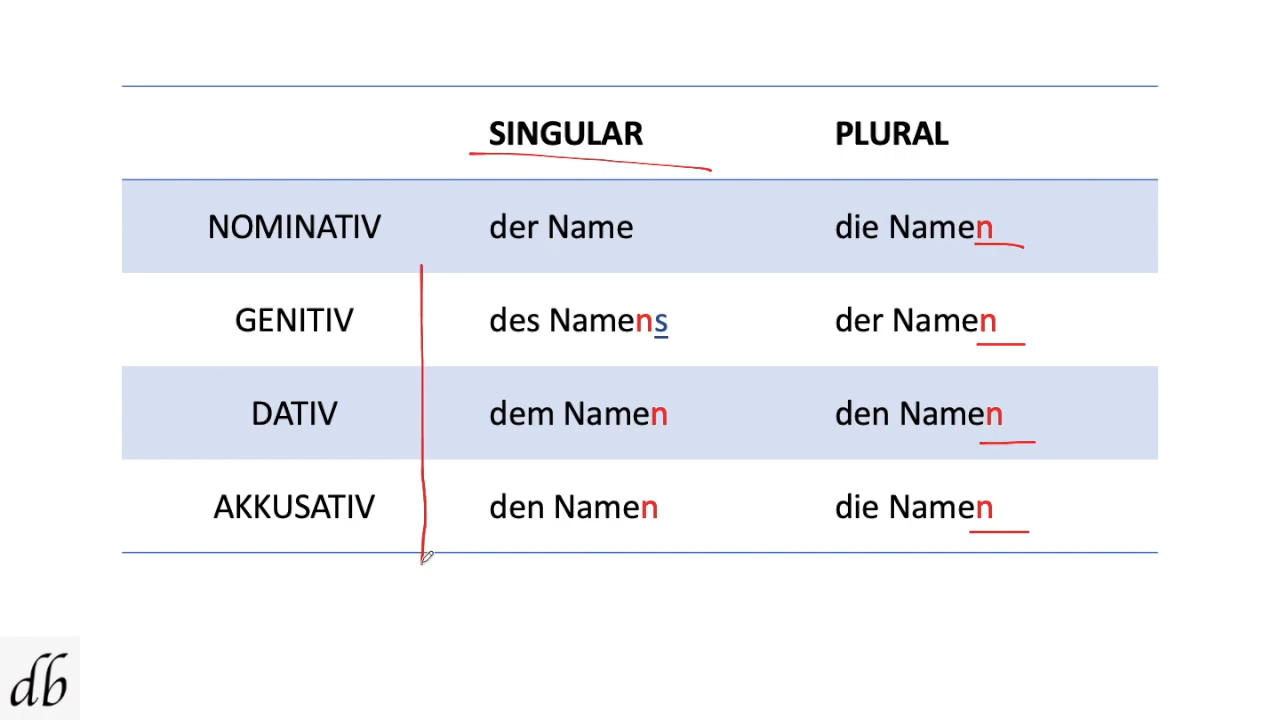 SINGULAR PLURAL
NOMINATIV der Name die Namen
GENITIV des Namens der Namen
DATIV dem Namen den Namen
AKKUSATIV den Namen die Namen
db